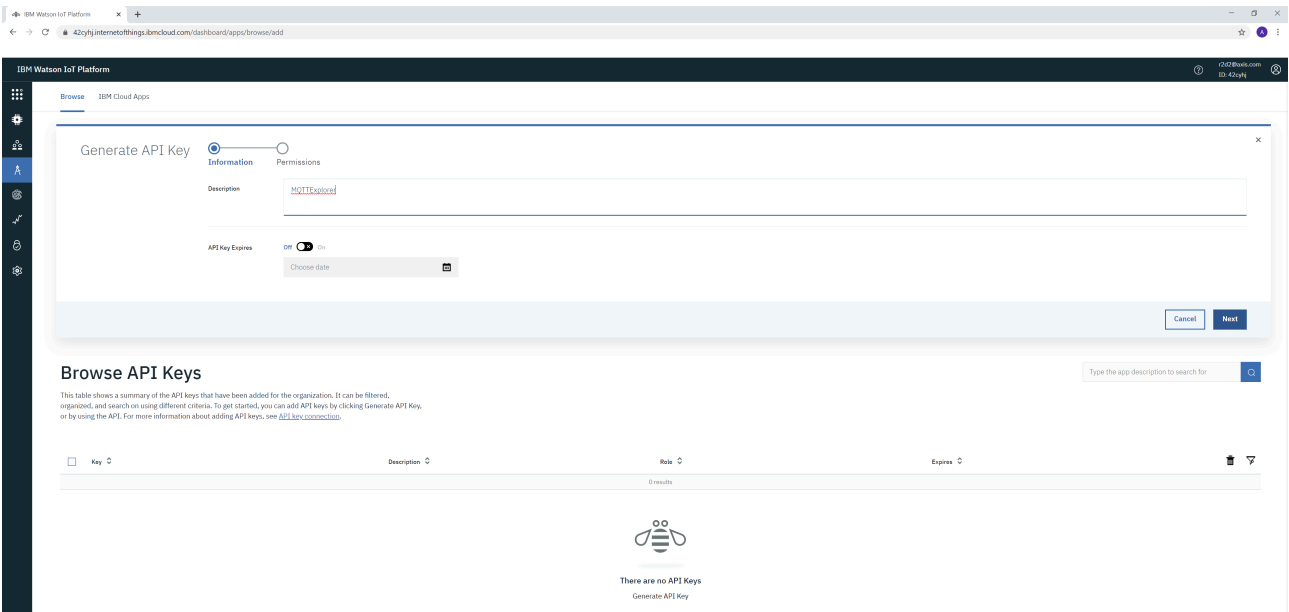 IBM Watson IoT Platform
42cyhj.internetofthings.ibmcloud.com/dashboard/apps/browse/add
A
IBM Watson IoT Platform
r2d2@axis.com
ID: 42cyhj
Browse IBM Cloud Apps
Generate API Key
Information Permissions
Description
MQTTExplorer
API Key Expires Off On
Choose date
Cancel Next
Browse API Keys
Type the app description to search for
This table shows a summary of the API keys that have been added for the organization. It can be filtered,
organized, and search on using different criteria. To get started, you can add API keys by clicking Generate API Key,
or by using the API. For more information about adding API keys, see API key connection.
Key Description Role Expires
0 results
There are no API Keys
Generate API Key